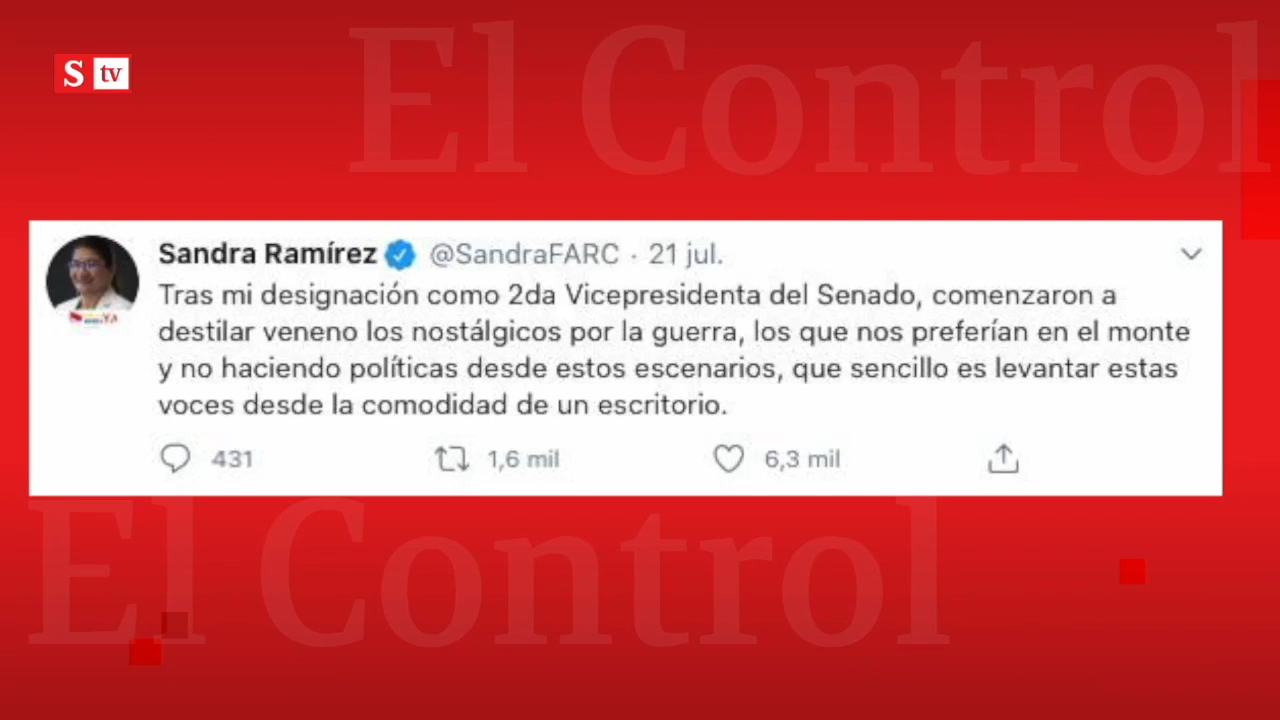 El Control
S tv
Sandra Ramírez @SandraFARC · 21 jul.
Tras mi designación como 2da Vicepresidenta del Senado, comenzaron a
destilar veneno los nostálgicos por la guerra, los que nos preferían en el monte
y no haciendo políticas desde estos escenarios, que sencillo es levantar estas
voces desde la comodidad de un escritorio.
431 1,6 mil 6,3 mil
El Control